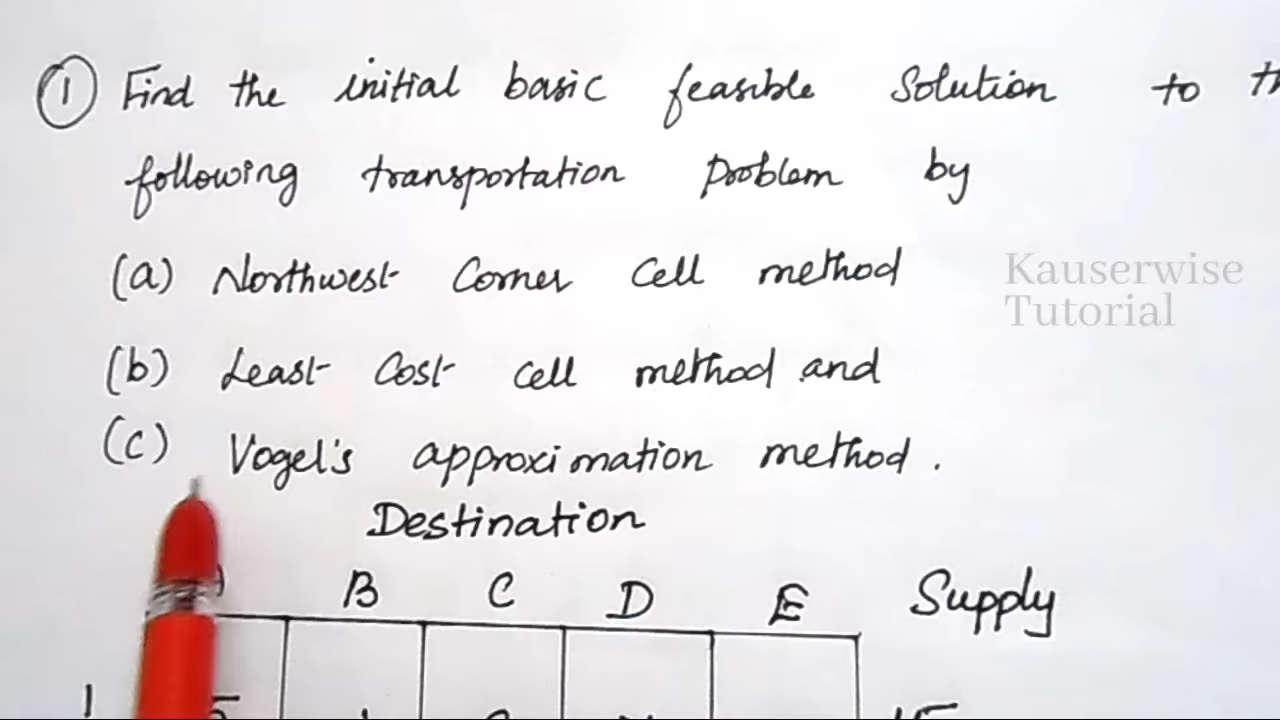 ① Find the initial basic feasible Solution to
following transportation problem by
(a) Northwest Corner Cell method
Kauserwise
Tutorial
(b) Least Cost cell method and
(c) Vogel's approximation method.
Destination
B C D E Supply
1